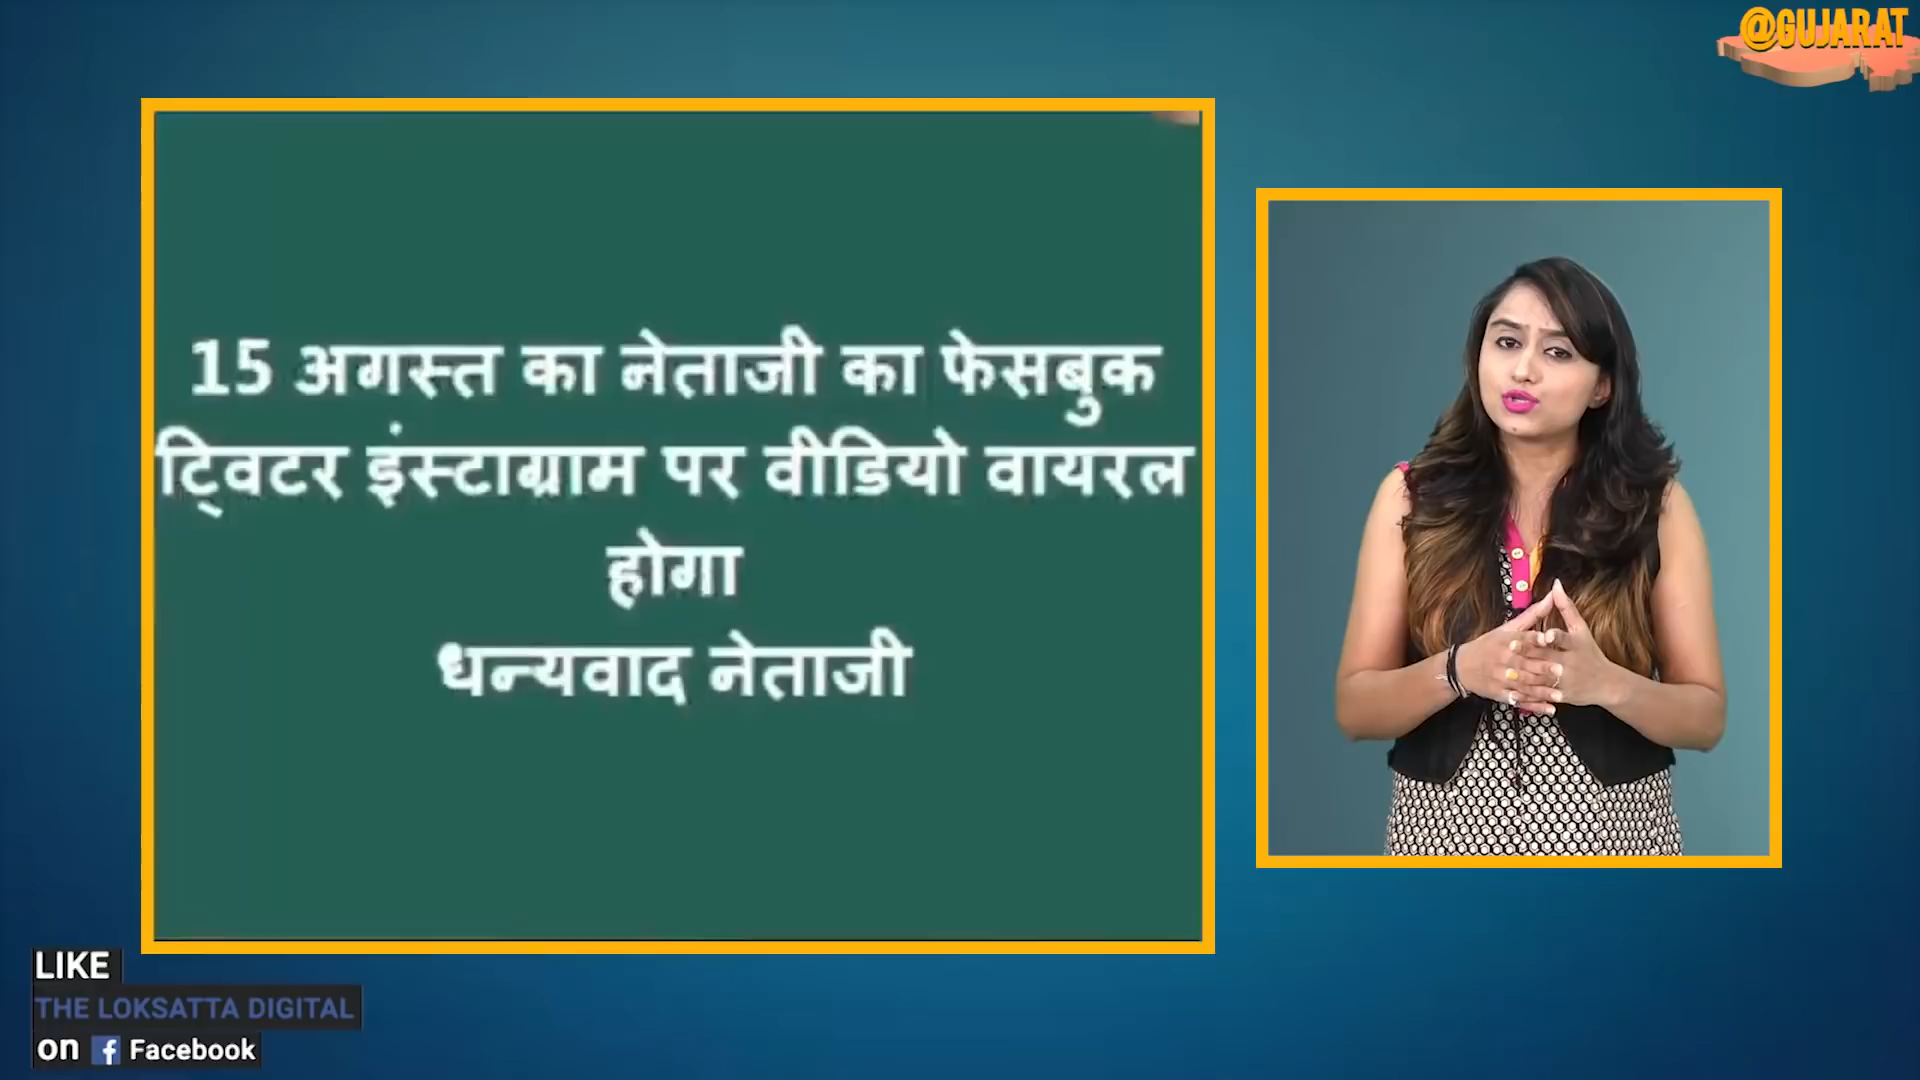 @GUJARAT
15 अगस्त का नेताजी का फेसबुक
ट्विटर इंस्टाग्राम पर वीडियो वायरल
होगा
धन्यवाद नेताजी
LIKE
THE LOKSATTA DIGITAL
on f Facebook